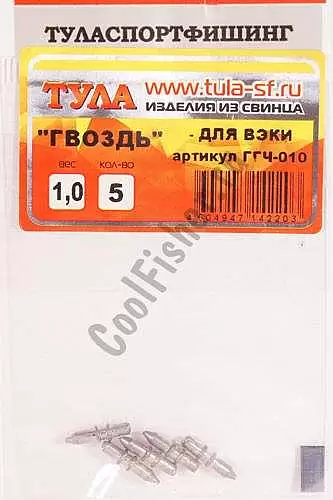 ТУЛАСПОРТФИШИНГ
ТУЛА
www.tula-sf.ru
ИЗДЕЛИЯ ИЗ СВИНЦА
"ГВОЗДЬ" - ДЛЯ ВЭКИ
артикул ГГЧ-010
вес кол-во
1,0 5